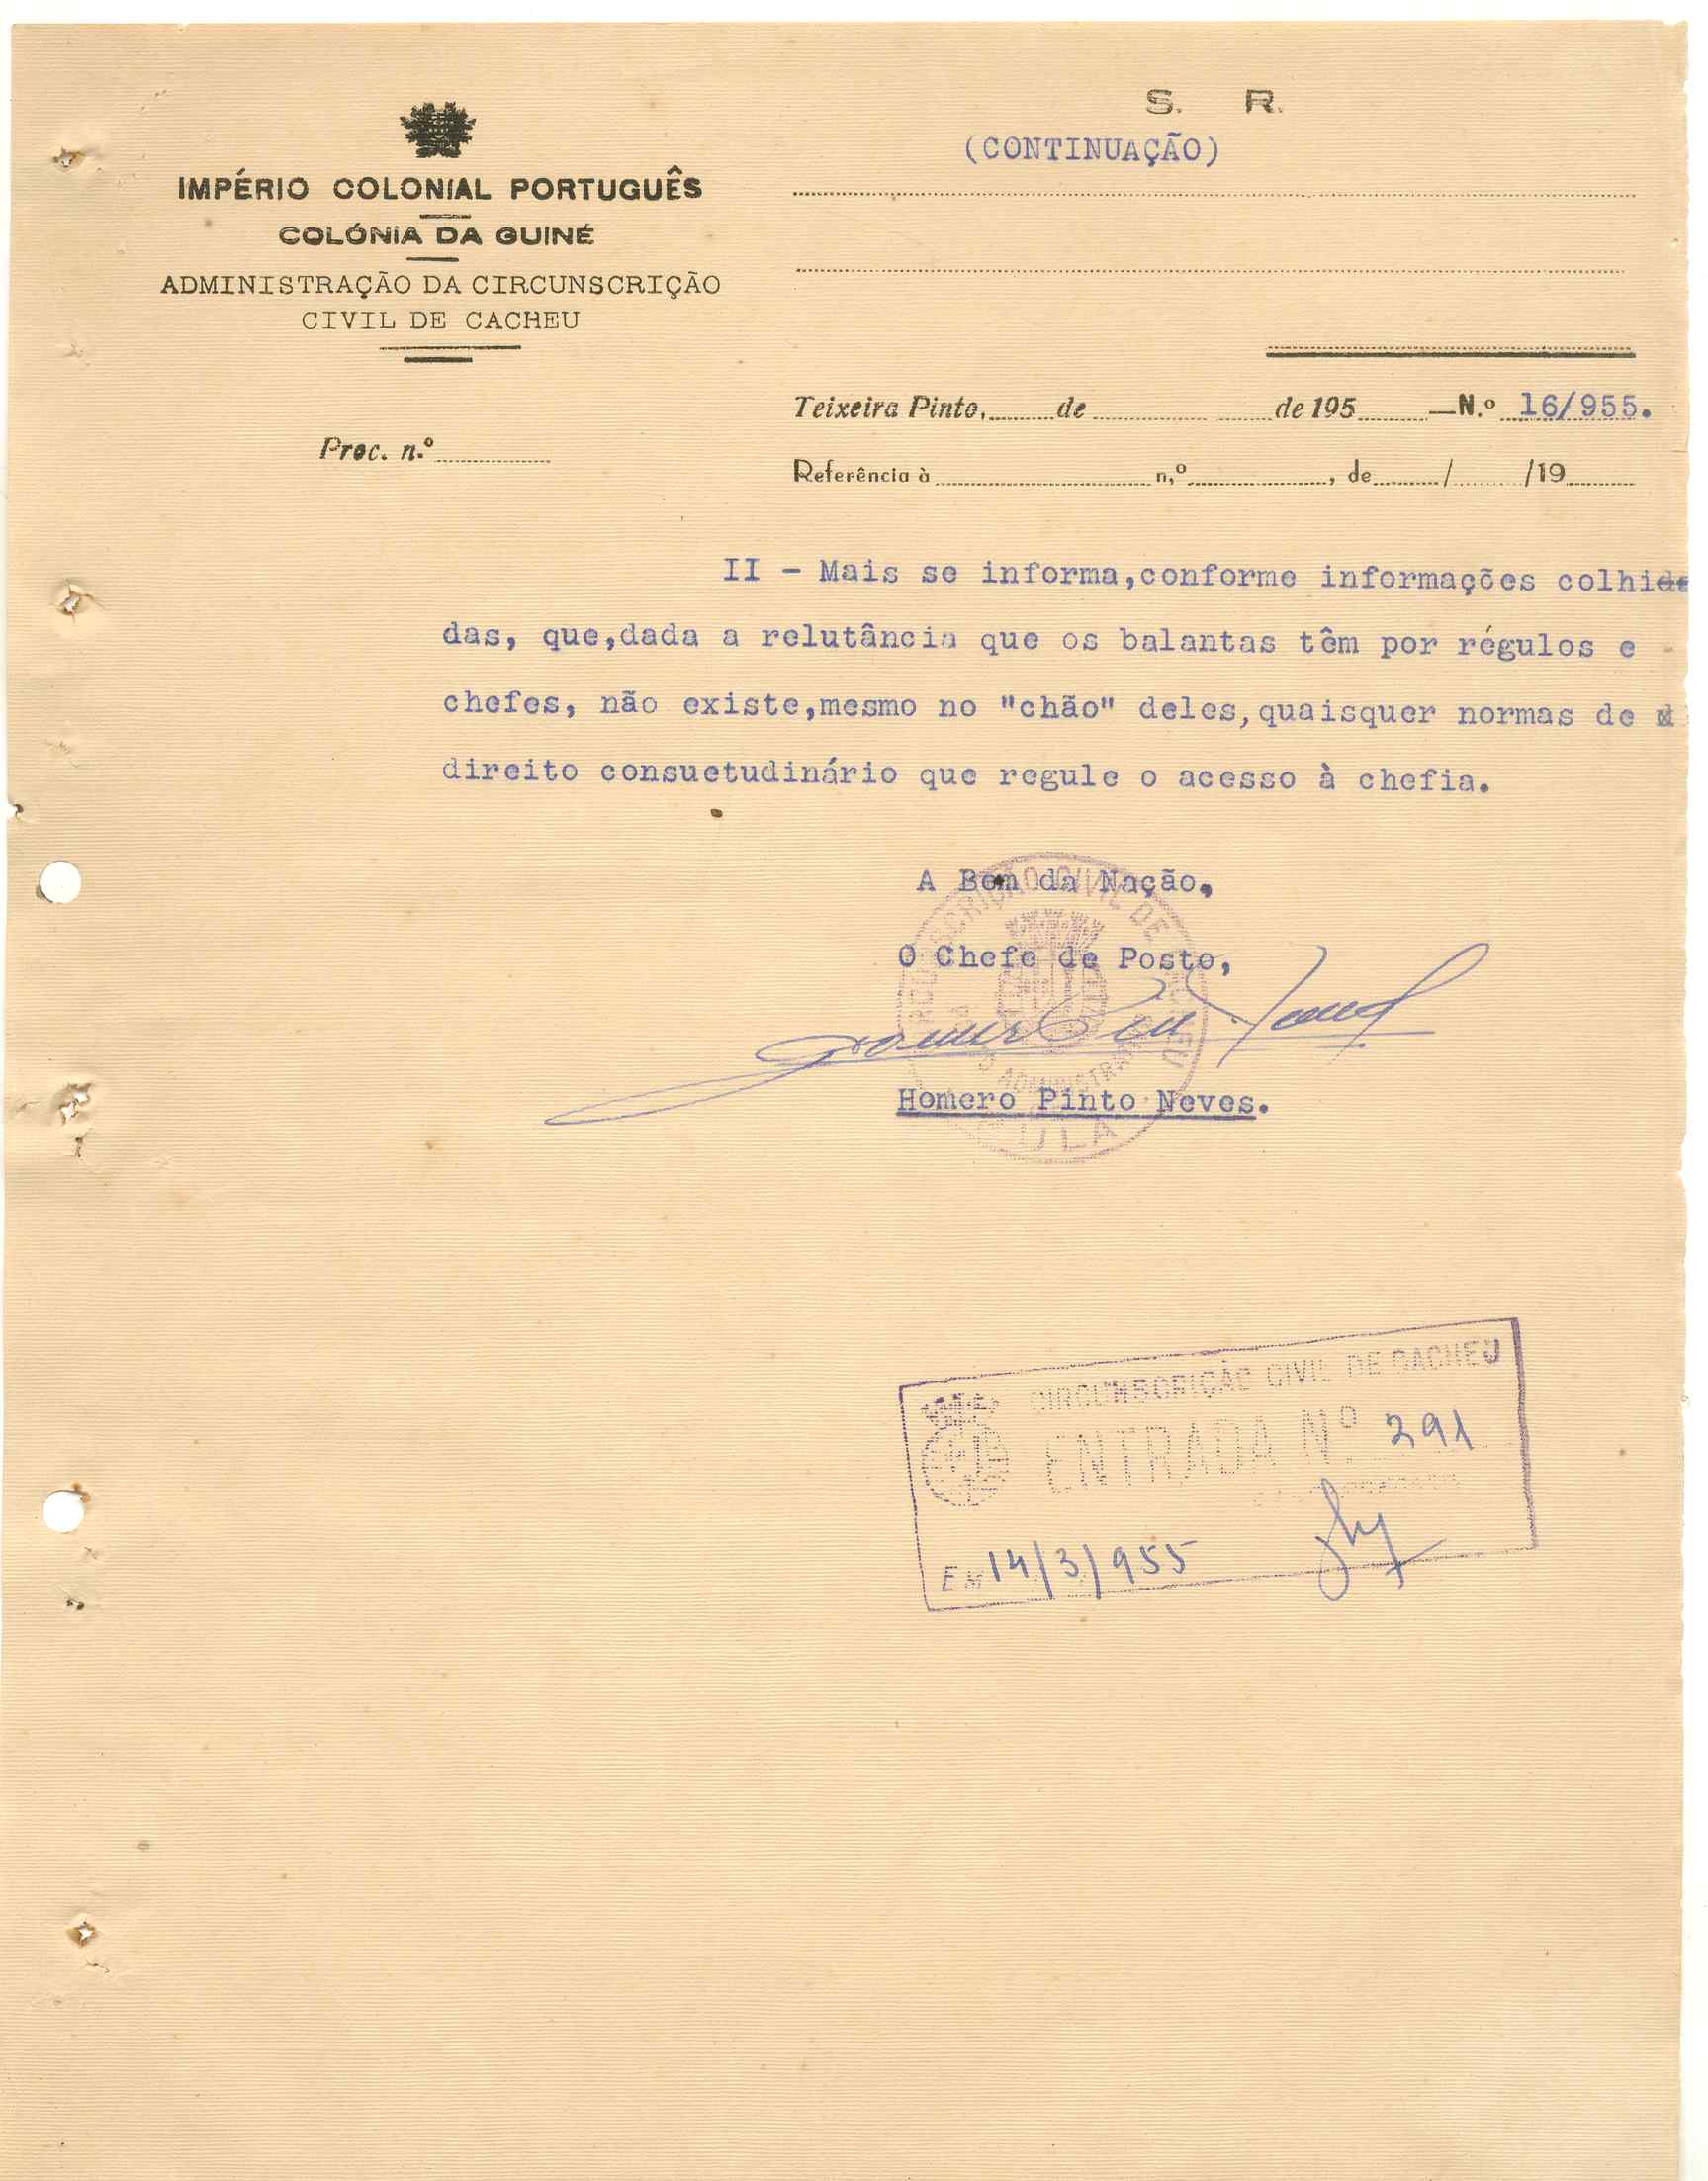 S. R.
(CONTINUAÇÃO)
IMPÉRIO COLONIAL PORTUGUÊS
COLÓNIA DA GUINÉ
ADMINISTRAÇÃO DA CIRCUNSCRIÇÃO
CIVIL DE CACHEU
Teixeira Pinto, de de 195 — N.º 16/955.
Proc. n.º
Referência à n.º , de / /19
II - Mais se informa,conforme informações colhi
das, que,dada a relutância que os balantas têm por régulos e
chefes, não existe,mesmo no "chão" deles,quaisquer normas de
direito consuetudinário que regule o acesso à chefia.
A Bem da Nação,
O Chefe de Posto,
Homero Pinto Neves.
CIRCUNSCRIÇÃO CIVIL DE CACHEU
ENTRADA Nº 291
EM 14/3/955